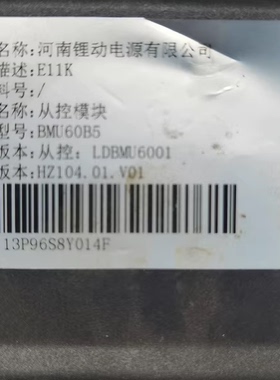 名称:河南锂动电源有限公司
描述:E11K
料号:/
名称:从控模块
型号:BMU60B5
版本:从控: LDBMU6001
版本:HZ104.01.V01
13P96S8Y014F